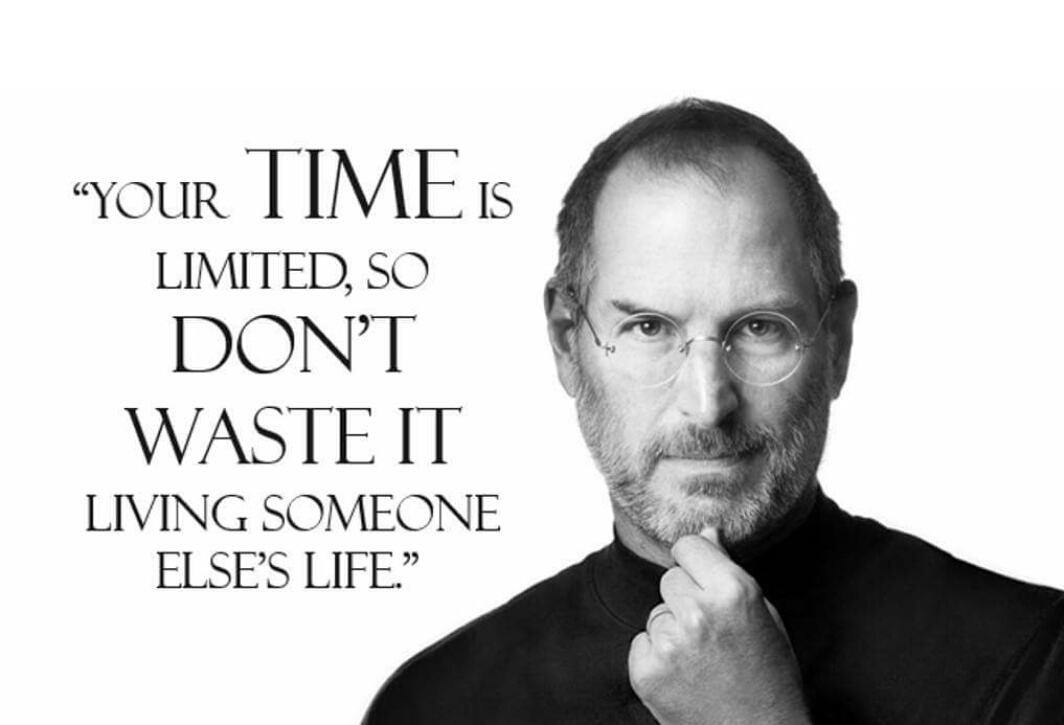 “YOUR TIME IS
LIMITED, SO
DON’T
WASTE IT
LIVING SOMEONE
ELSE’S LIFE.”